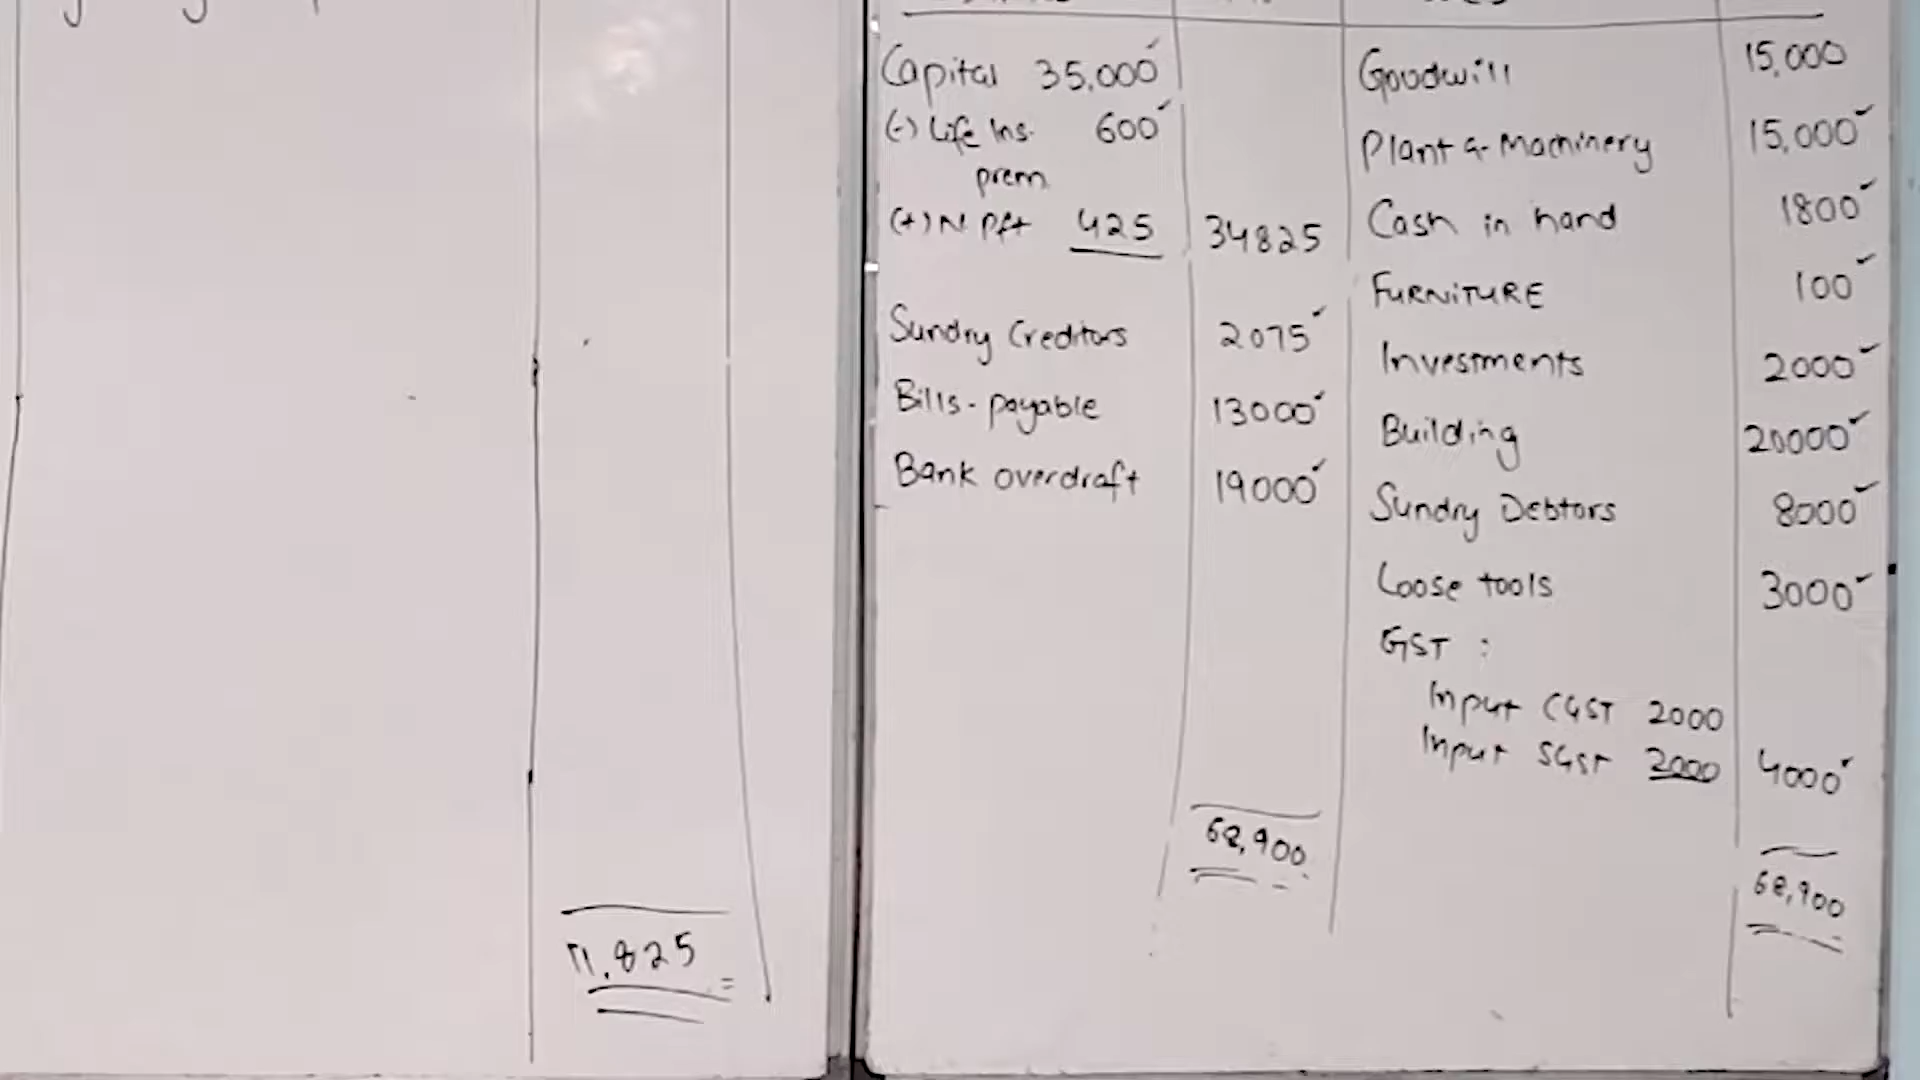 Capital 35,000
(-) Life Ins. 600
prem
(+) N. Pft 425 34825
Sundry Creditors 2075
Bills-payable 13000
Bank overdraft 19000
68,900
Goodwill 15,000
Plant & Machinery 15,000
Cash in hand 1800
FURNITURE 100
Investments 2000
Building 20000
Sundry Debtors 8000
Loose tools 3000
GST :
Input CGST 2000
Input SGST 2000 4000
68,900
11,825